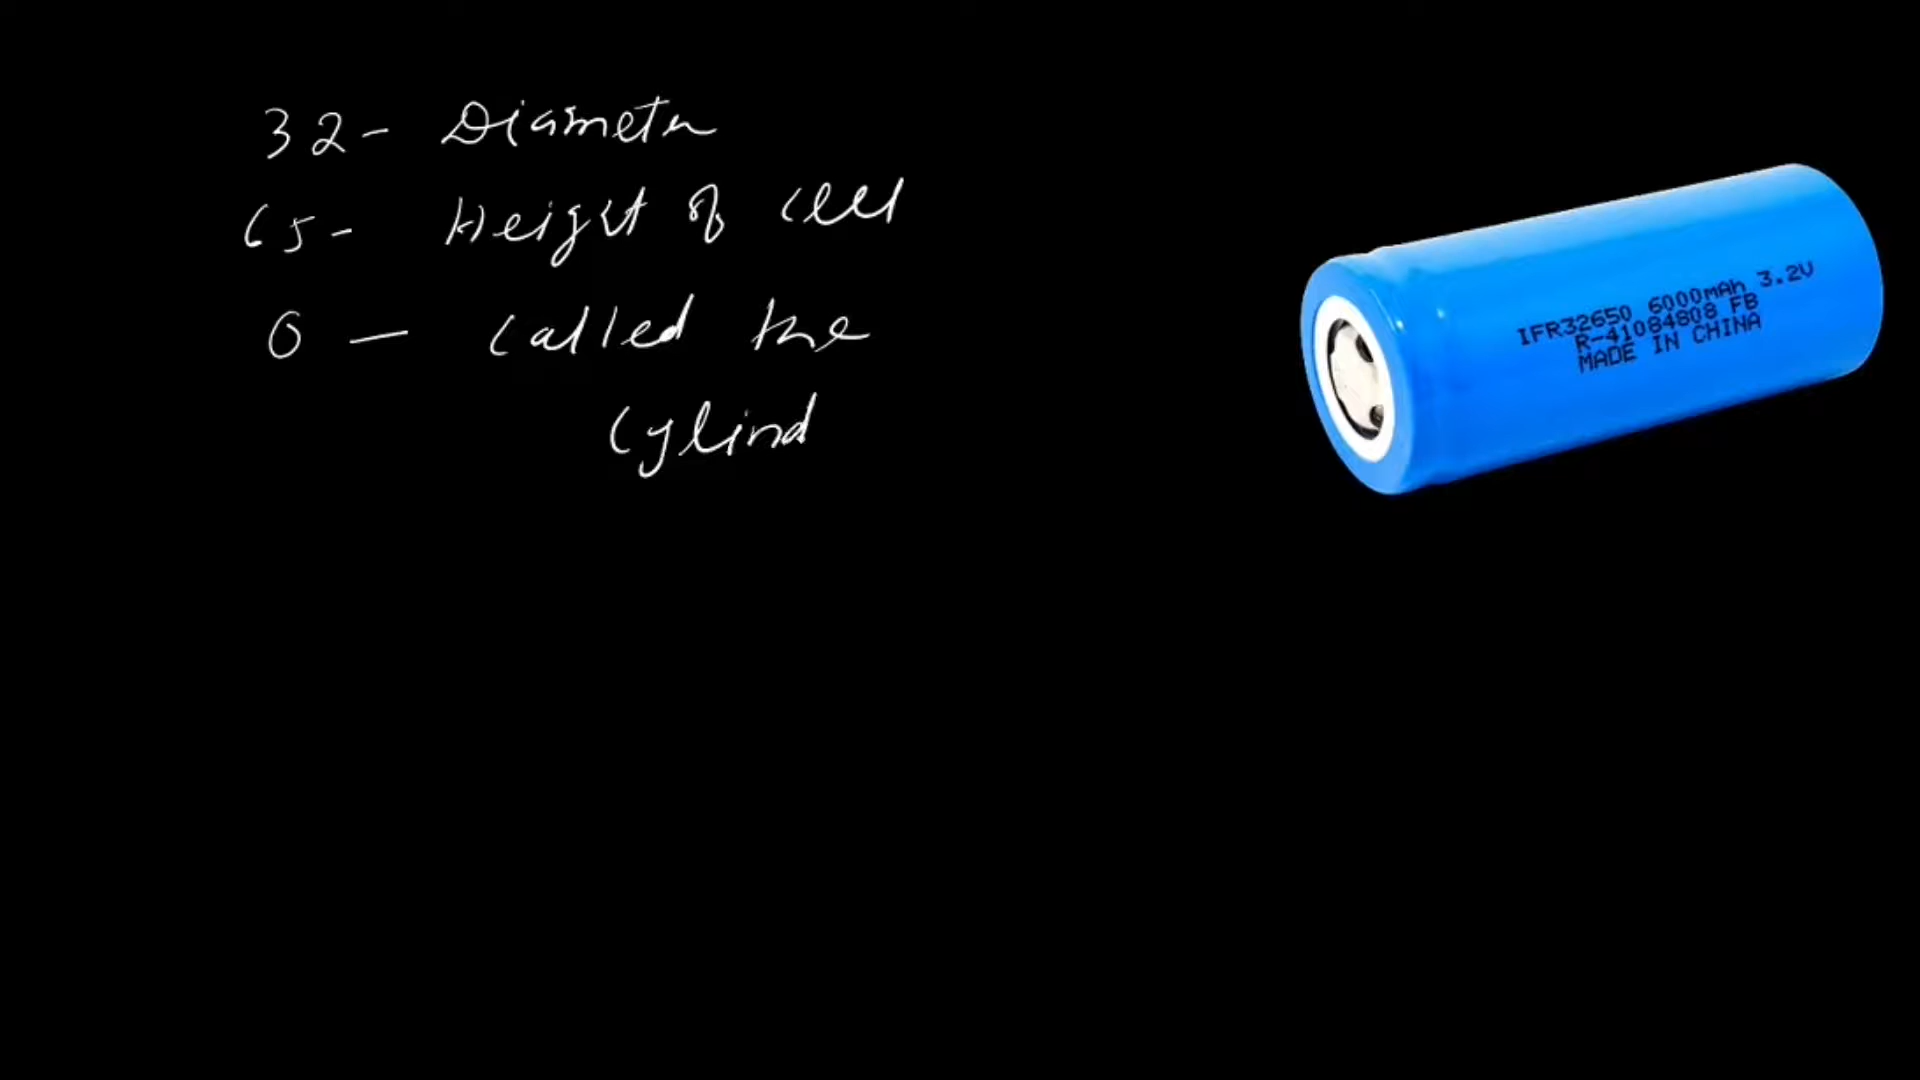 32- Diameter
65- Height of cell
0 — called the
Cylind
IFR32650 6000mAh 3.2V
R-41084808 FB
MADE IN CHINA